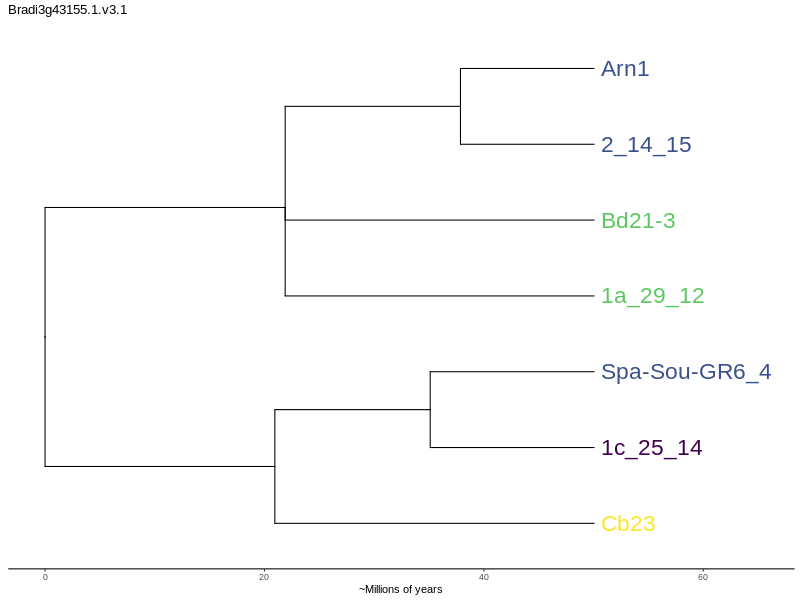 Bradi3g43155.1.v3.1
Arn1
2_14_15
Bd21-3
1a_29_12
Spa-Sou-GR6_4
1c_25_14
Cb23
0 20 40 60
~Millions of years